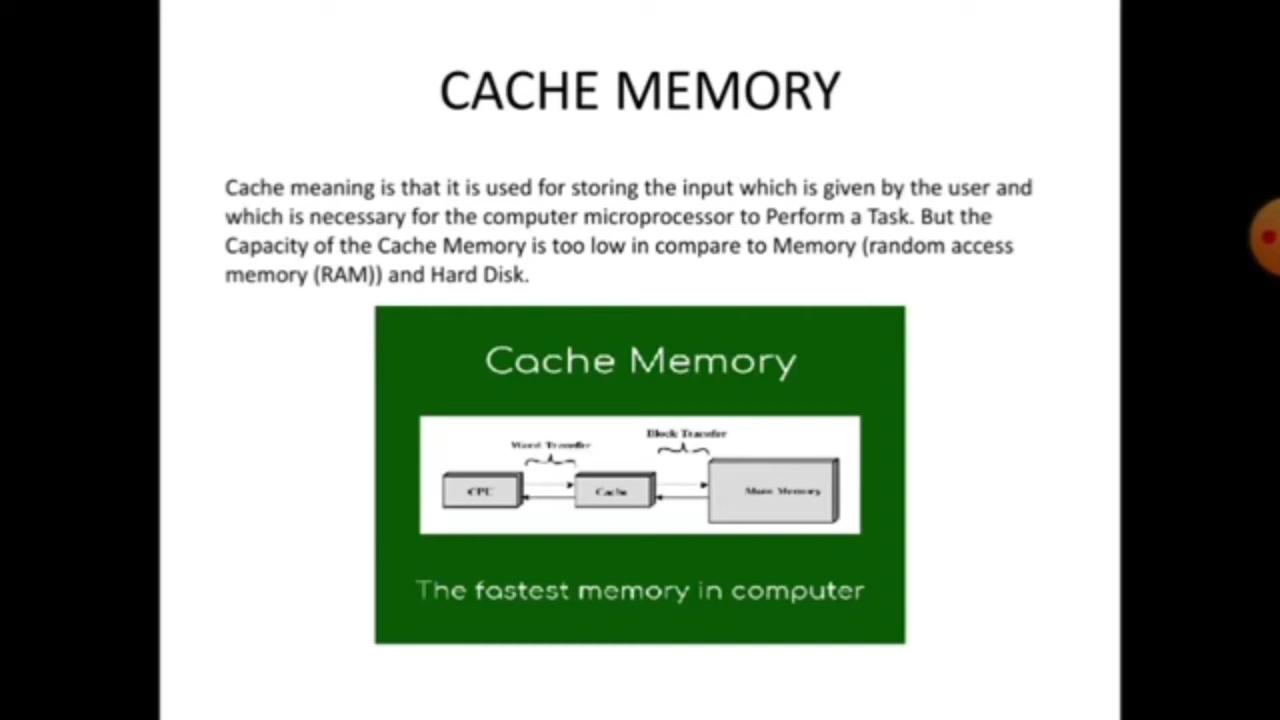 CACHE MEMORY
Cache meaning is that it is used for storing the input which is given by the user and
which is necessary for the computer microprocessor to Perform a Task. But the
Capacity of the Cache Memory is too low in compare to Memory (random access
memory (RAM)) and Hard Disk.
Cache Memory
Block Transfer
Word Transfer
CPU
Cache
Main Memory
The fastest memory in computer